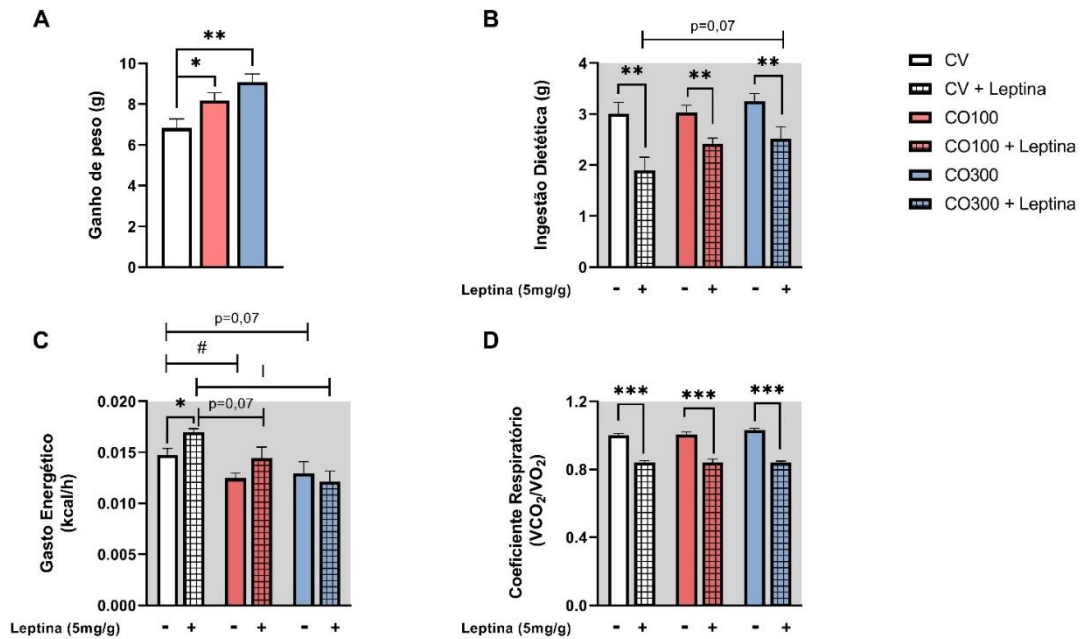 A
Ganho de peso (g)
10
8
6
4
2
0
*
**
B
p=0,07
Ingestão Dietética (g)
4
3
2
1
0
**
**
**
Leptina (5mg/g)
- + - + - +
CV
CV + Leptina
CO100
CO100 + Leptina
CO300
CO300 + Leptina
C
p=0,07
#
|
p=0,07
*
Gasto Energético
(kcal/h)
0.020
0.015
0.010
0.005
0.000
Leptina (5mg/g)
- + - + - +
D
Coeficiente Respiratório
(VCO₂/VO₂)
1.2
0.8
0.4
0.0
***
***
***
Leptina (5mg/g)
- + - + - +